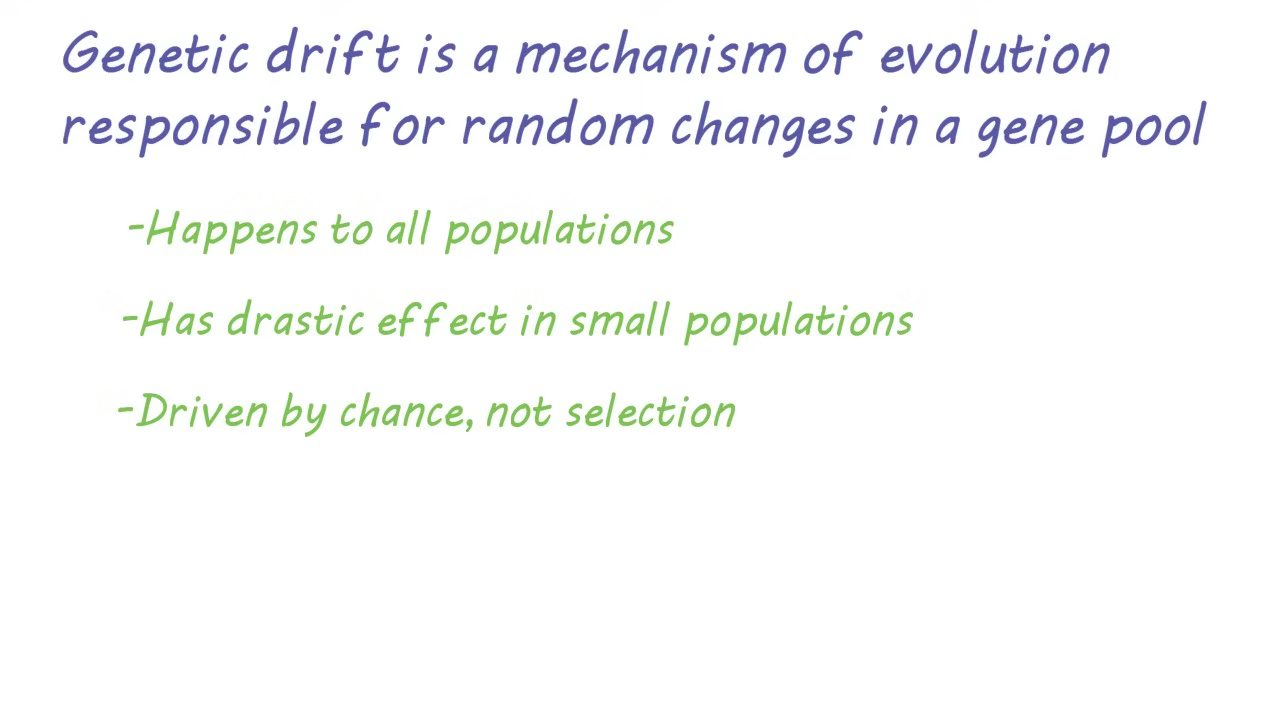 Genetic drift is a mechanism of evolution
responsible for random changes in a gene pool
-Happens to all populations
-Has drastic effect in small populations
-Driven by chance, not selection